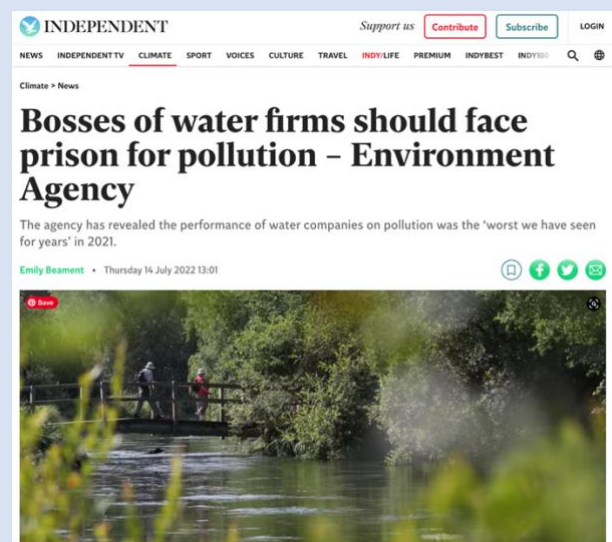 INDEPENDENT
Support us
Contribute
Subscribe
LOGIN
NEWS INDEPENDENT TV CLIMATE SPORT VOICES CULTURE TRAVEL INDY/LIFE PREMIUM INDYBEST INDY100
Climate > News
Bosses of water firms should face
prison for pollution – Environment
Agency
The agency has revealed the performance of water companies on pollution was the ‘worst we have seen
for years’ in 2021.
Emily Beament • Thursday 14 July 2022 13:01
Save